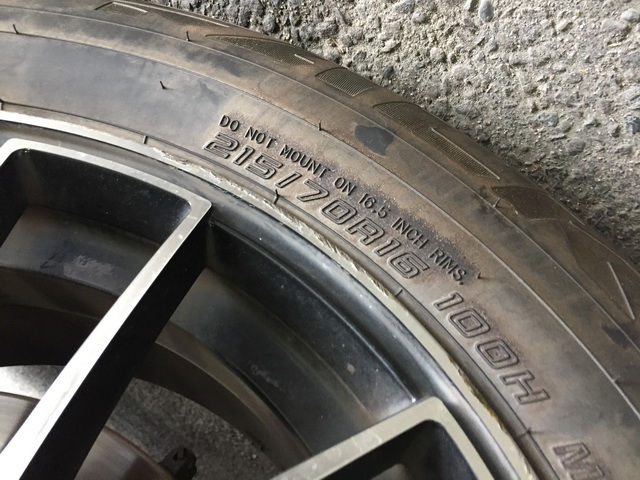 DO NOT MOUNT ON 16.5 INCH RIMS.
215/70R16 100H M